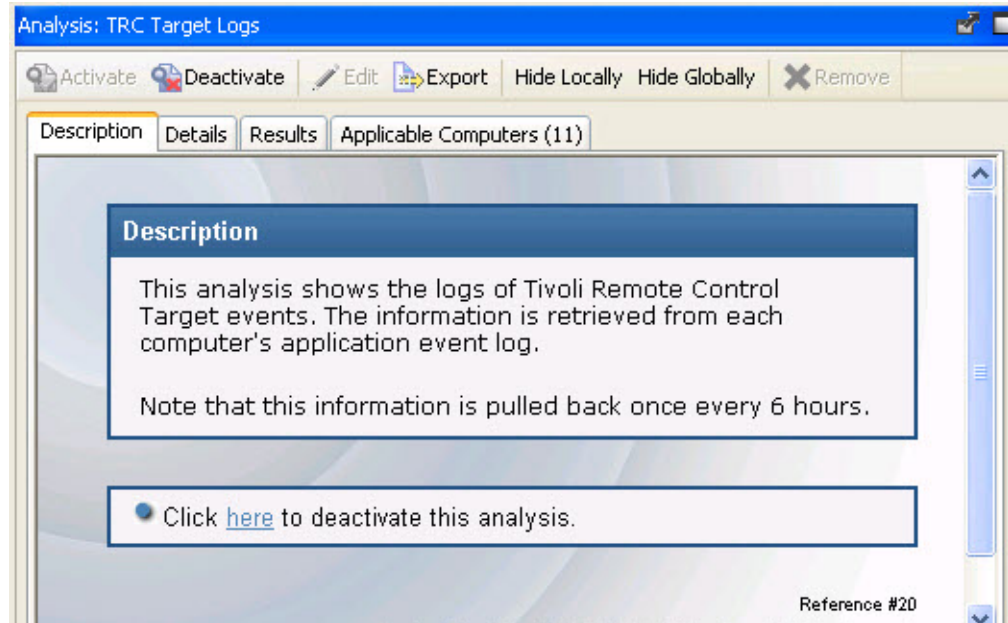 Analysis: TRC Target Logs
Activate Deactivate Edit Export Hide Locally Hide Globally Remove
Description Details Results Applicable Computers (11)
Description
This analysis shows the logs of Tivoli Remote Control
Target events. The information is retrieved from each
computer's application event log.
Note that this information is pulled back once every 6 hours.
Click here to deactivate this analysis.
Reference #20